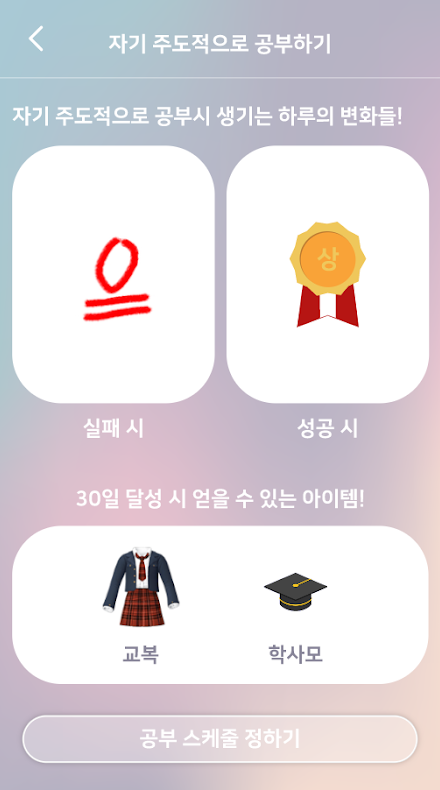 자기 주도적으로 공부하기
자기 주도적으로 공부시 생기는 하루의 변화들!
0
상
실패 시
성공 시
30일 달성 시 얻을 수 있는 아이템!
교복
학사모
공부 스케줄 정하기